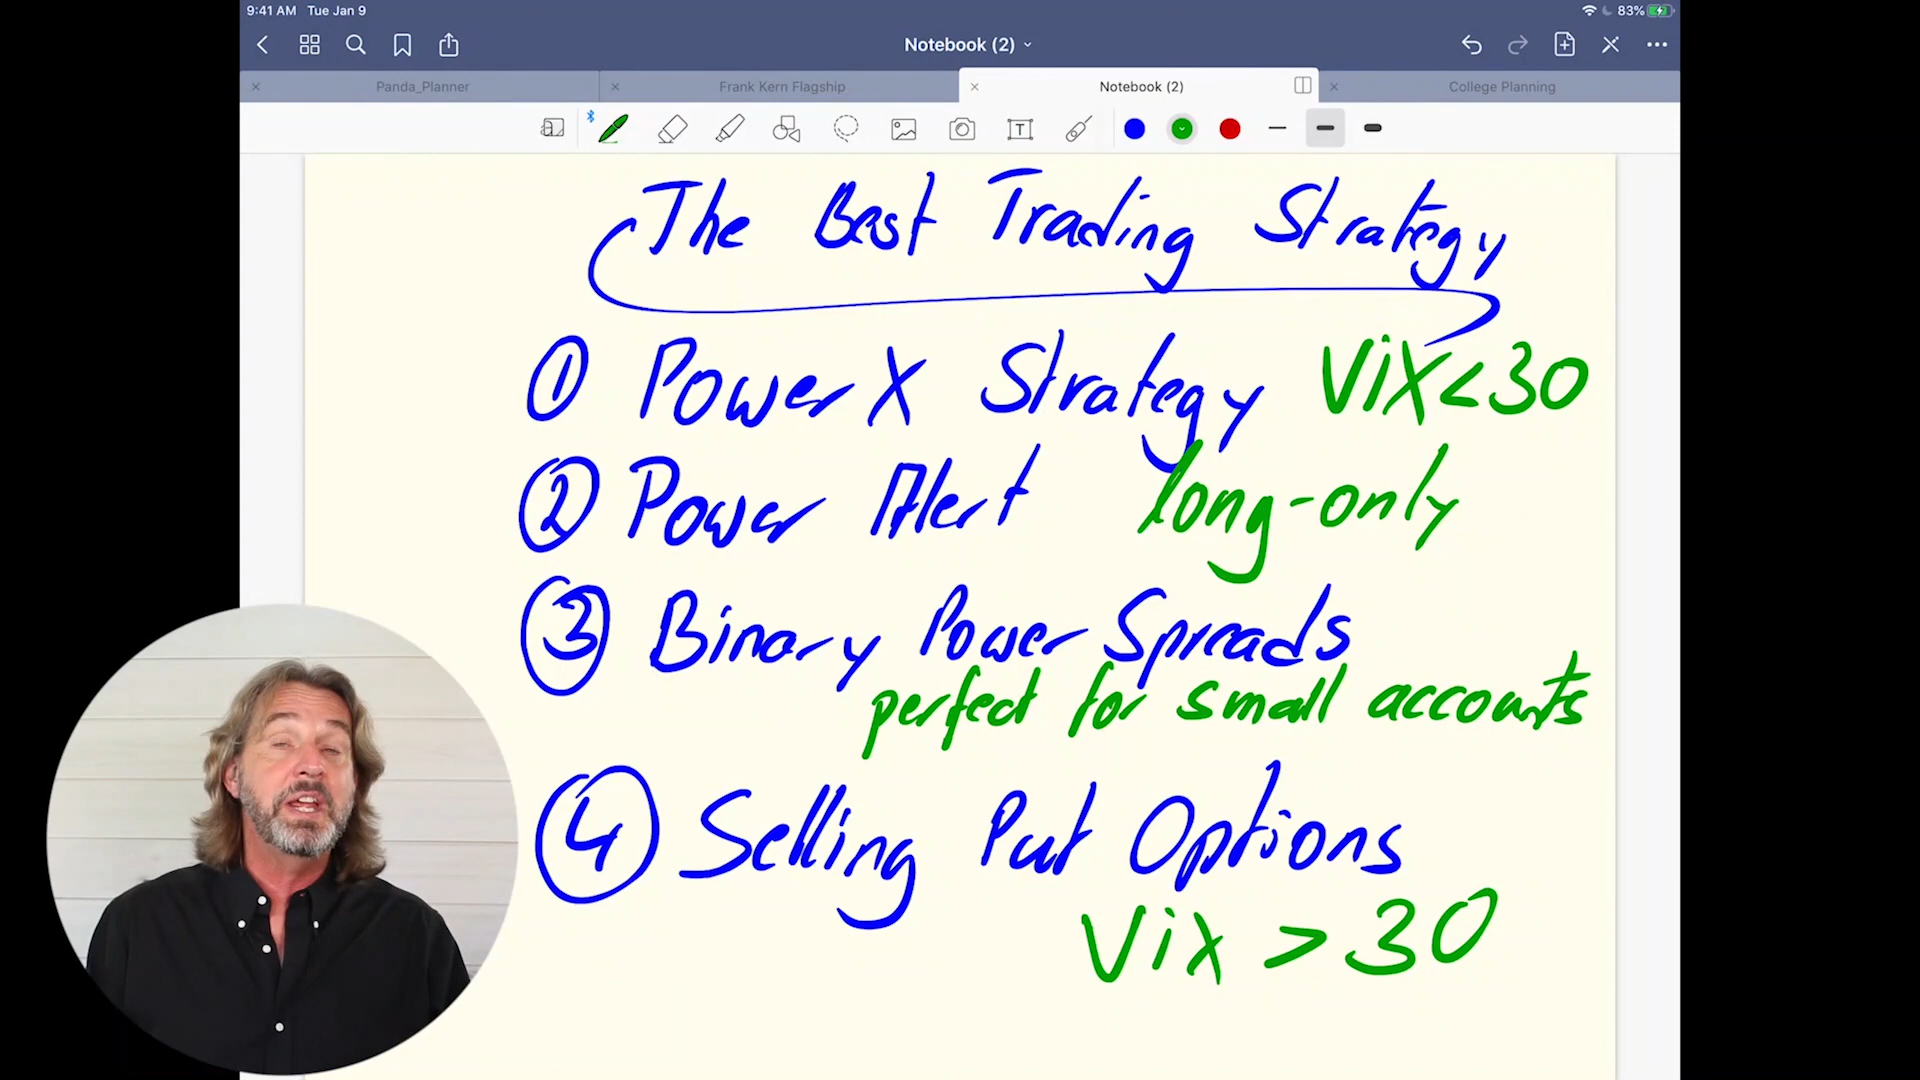 9:41 AM Tue Jan 9 83%
Notebook (2)
Panda_Planner Frank Kern Flagship Notebook (2) College Planning
The Best Trading Strategy
1 PowerX Strategy ViX<30
2 Power Alert long-only
3 Binary Power Spreads
perfect for small accounts
4 Selling Put Options
Vix > 30